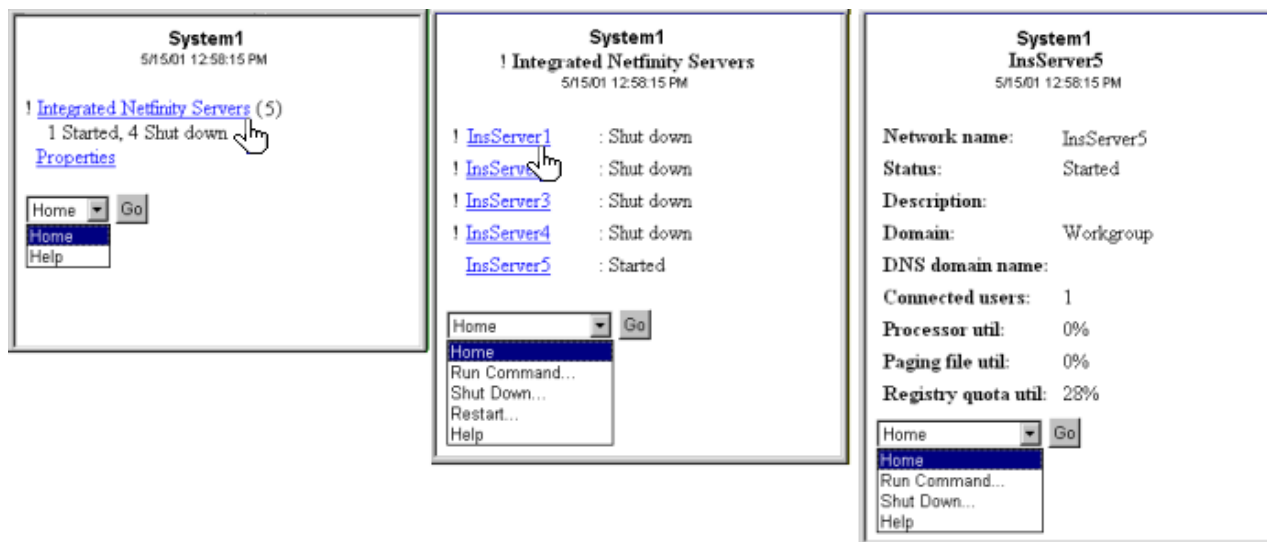 System1
5/15/01 12:58:15 PM
! Integrated Netfinity Servers (5)
1 Started, 4 Shut down
Properties
Home Go
Home
Help
System1
! Integrated Netfinity Servers
5/15/01 12:58:15 PM
! InsServer1 : Shut down
! : Shut down
! InsServer3 : Shut down
! InsServer4 : Shut down
InsServer5 : Started
Home Go
Home
Run Command...
Shut Down...
Restart...
Help
System1
InsServer5
5/15/01 12:58:15 PM
Network name: InsServer5
Status: Started
Description:
Domain: Workgroup
DNS domain name:
Connected users: 1
Processor util: 0%
Paging file util: 0%
Registry quota util: 28%
Home Go
Home
Run Command...
Shut Down...
Help